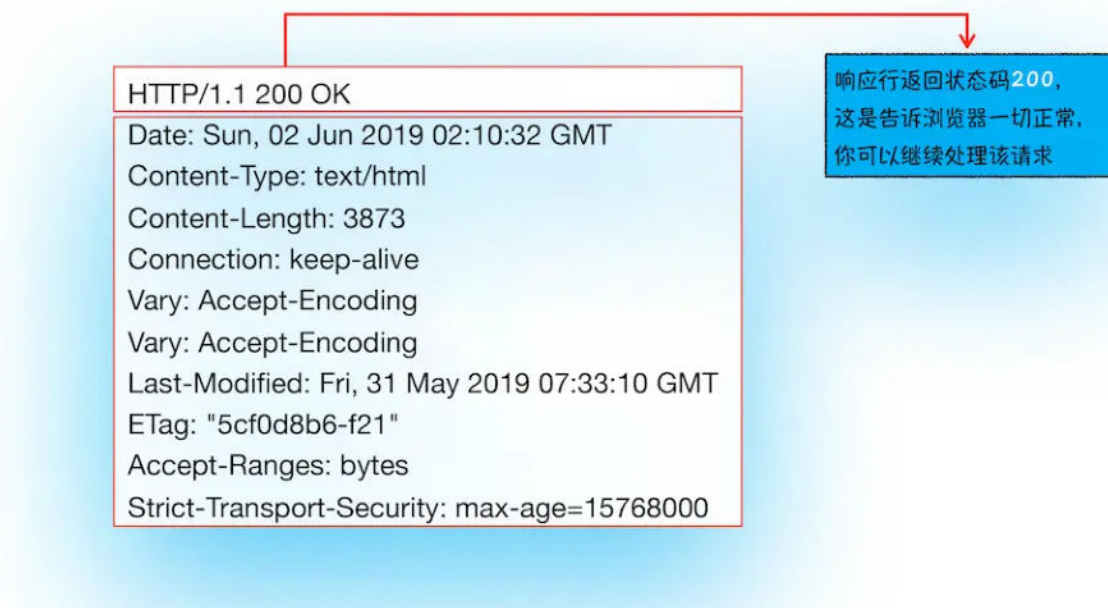 HTTP/1.1 200 OK
Date: Sun, 02 Jun 2019 02:10:32 GMT
Content-Type: text/html
Content-Length: 3873
Connection: keep-alive
Vary: Accept-Encoding
Vary: Accept-Encoding
Last-Modified: Fri, 31 May 2019 07:33:10 GMT
ETag: "5cf0d8b6-f21"
Accept-Ranges: bytes
Strict-Transport-Security: max-age=15768000
响应行返回状态码200,
这是告诉浏览器一切正常,
你可以继续处理该请求